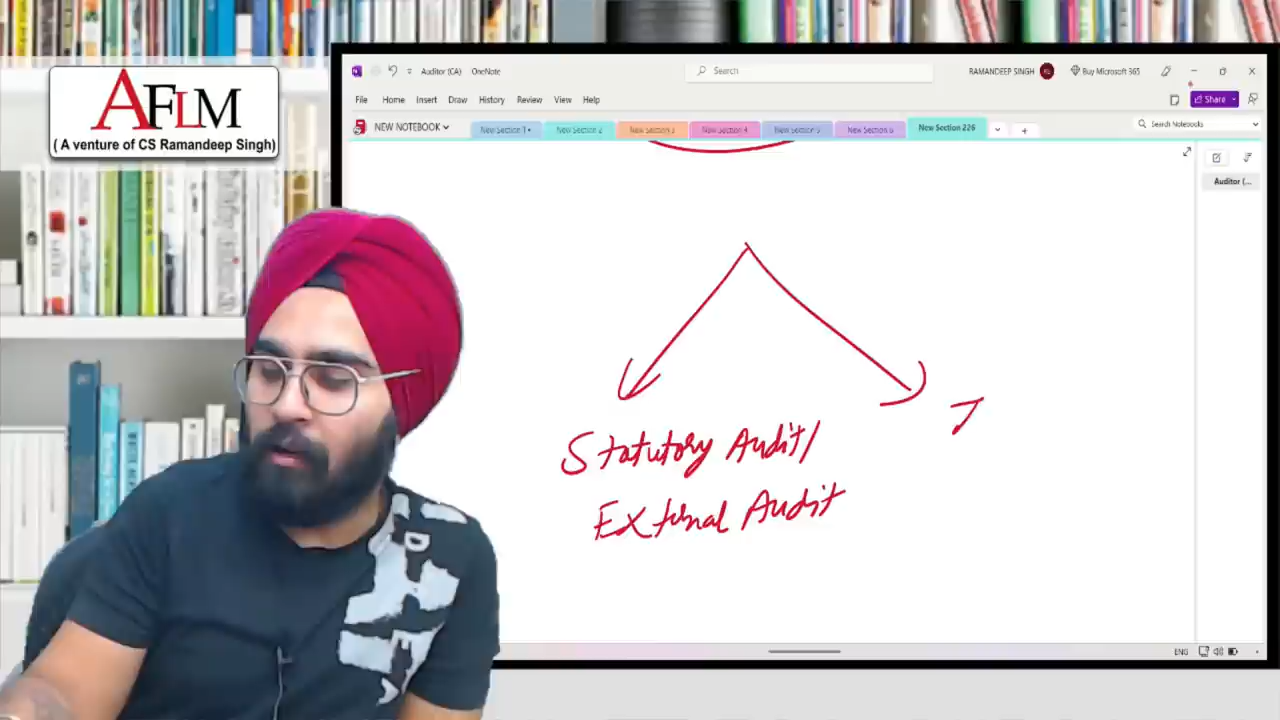 AFLM
( A venture of CS Ramandeep Singh)
Auditor (CA) - OneNote
Search
RAMANDEEP SINGH
Buy Microsoft 365
File Home Insert Draw History Review View Help
Share
NEW NOTEBOOK
New Section 1
New Section 2
New Section 3
New Section 4
New Section 5
New Section 6
New Section 226
Search Notebooks
Auditor (...
Statutory Audit/
External Audit
ENG